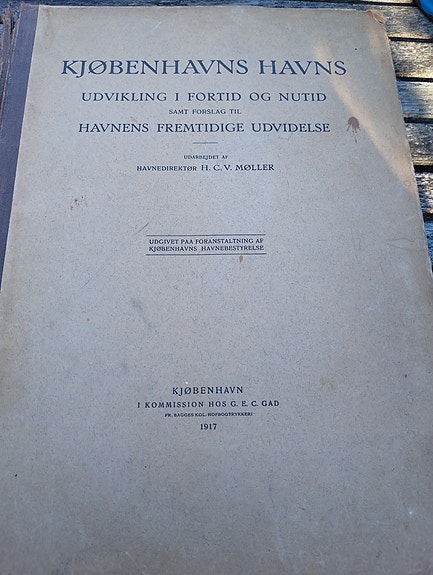 KJØBENHAVNS HAVNS
UDVIKLING I FORTID OG NUTID
SAMT FORSLAG TIL
HAVNENS FREMTIDIGE UDVIDELSE
UDARBEJDET AF
HAVNEDIREKTØR H. C. V. MØLLER
UDGIVET PAA FORANSTALTNING AF
KJØBENHAVNS HAVNEBESTYRELSE
KJØBENHAVN
I KOMMISSION HOS G. E. C. GAD
FR. BAGGES KGL. HOFBOGTRYKKERI
1917